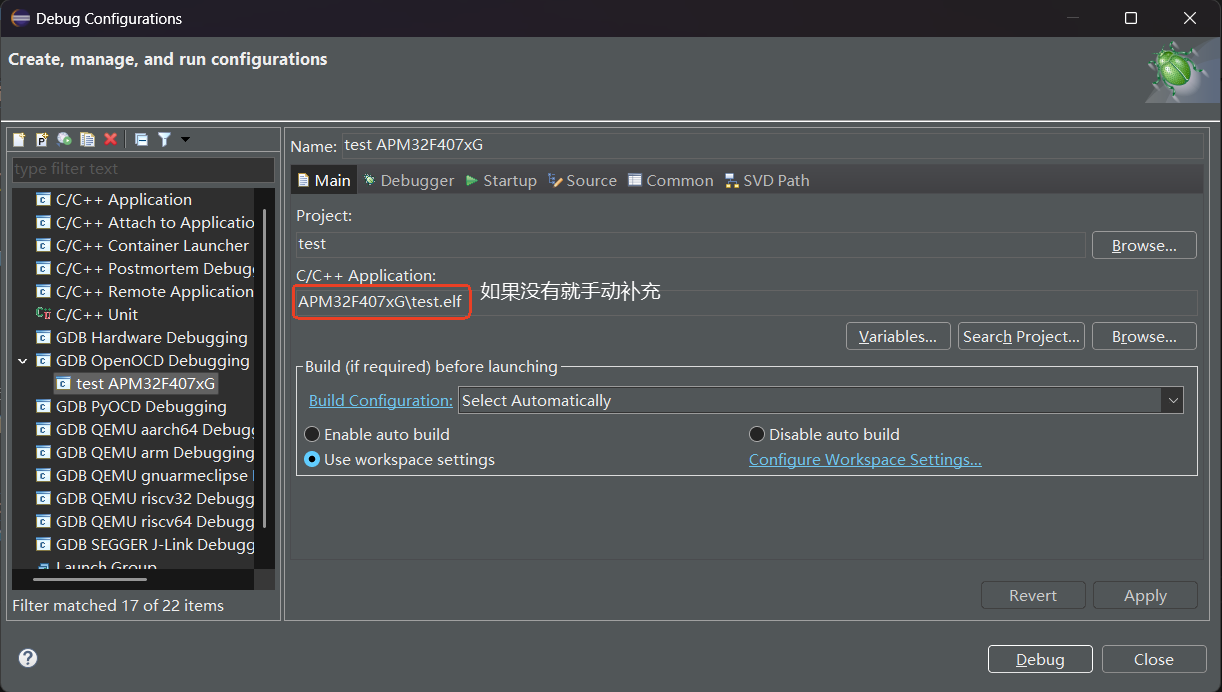 Debug Configurations
Create, manage, and run configurations
type filter text
C/C++ Application
C/C++ Attach to Applicatio
C/C++ Container Launcher
C/C++ Postmortem Debugg
C/C++ Remote Application
C/C++ Unit
GDB Hardware Debugging
GDB OpenOCD Debugging
test APM32F407xG
GDB PyOCD Debugging
GDB QEMU aarch64 Debugg
GDB QEMU arm Debugging
GDB QEMU gnuarmeclipse
GDB QEMU riscv32 Debugg
GDB QEMU riscv64 Debugg
GDB SEGGER J-Link Debugg
Launch Group
Filter matched 17 of 22 items
Name: test APM32F407xG
Main Debugger Startup Source Common SVD Path
Project:
test Browse...
C/C++ Application:
APM32F407xG\test.elf 如果没有就手动补充
Variables... Search Project... Browse...
Build (if required) before launching
Build Configuration: Select Automatically
Enable auto build Disable auto build
Use workspace settings Configure Workspace Settings...
Revert Apply
Debug Close